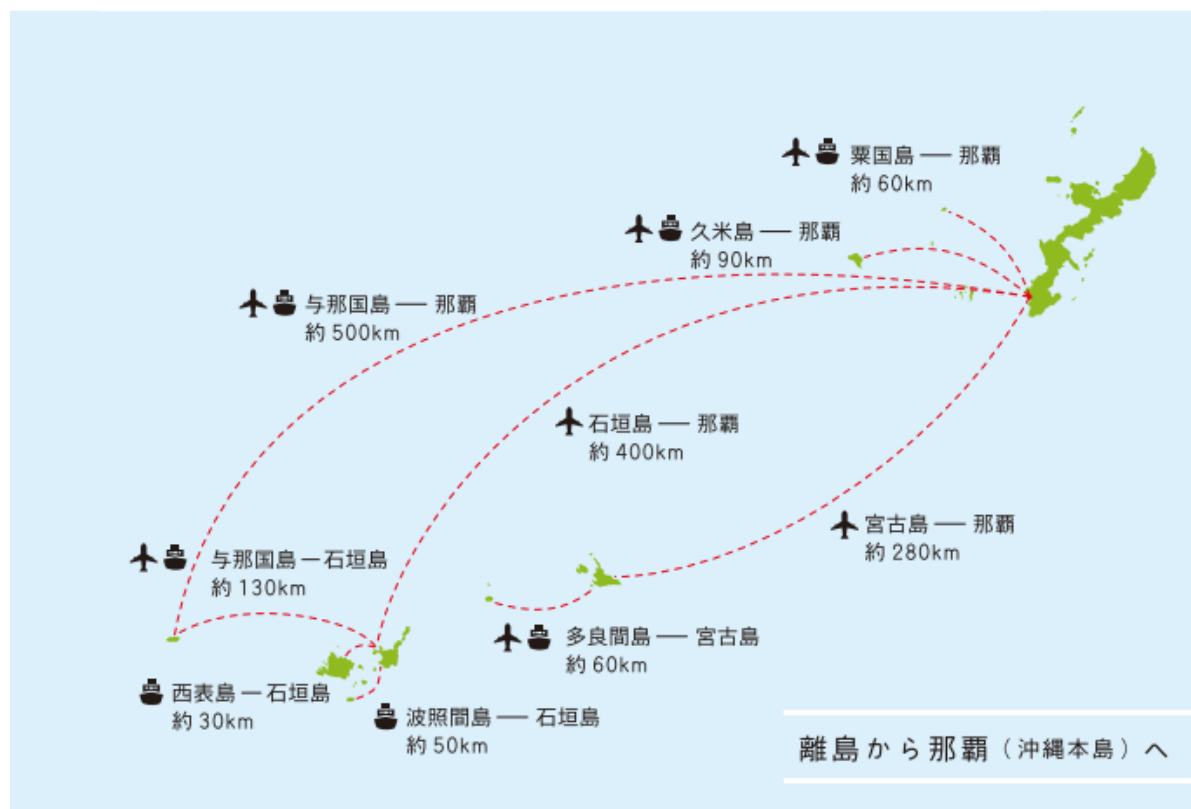 粟国島 ── 那覇
約 60km
久米島 ── 那覇
約 90km
与那国島 ── 那覇
約 500km
石垣島 ── 那覇
約 400km
宮古島 ── 那覇
約 280km
与那国島 ─ 石垣島
約 130km
多良間島 ── 宮古島
約 60km
西表島 ─ 石垣島
約 30km
波照間島 ── 石垣島
約 50km
離島から那覇（沖縄本島）へ